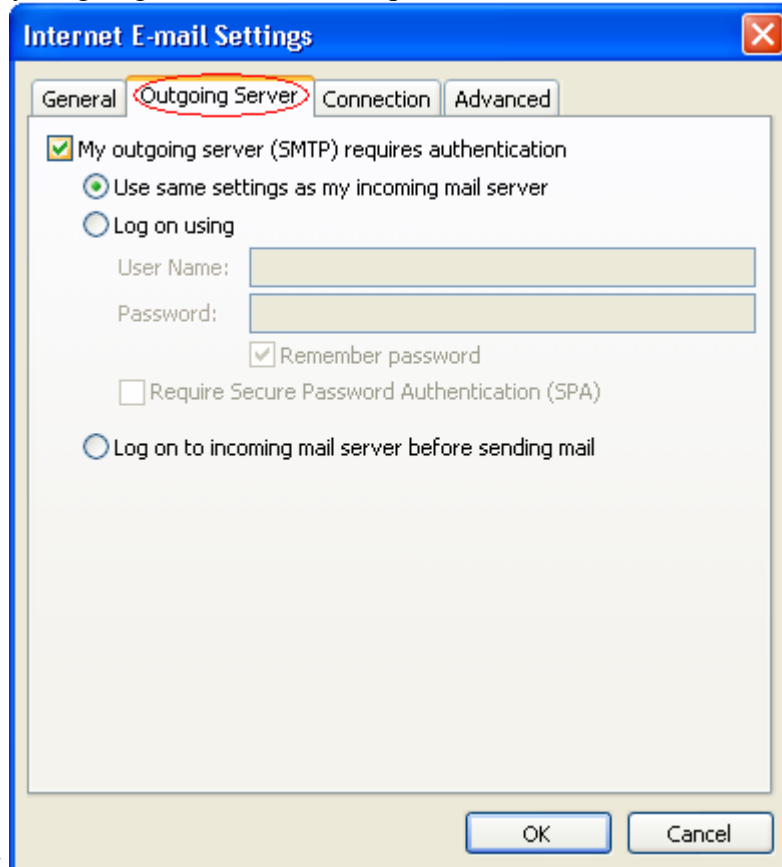 Internet E-mail Settings
General Outgoing Server Connection Advanced
My outgoing server (SMTP) requires authentication
Use same settings as my incoming mail server
Log on using
User Name:
Password:
Remember password
Require Secure Password Authentication (SPA)
Log on to incoming mail server before sending mail
OK Cancel